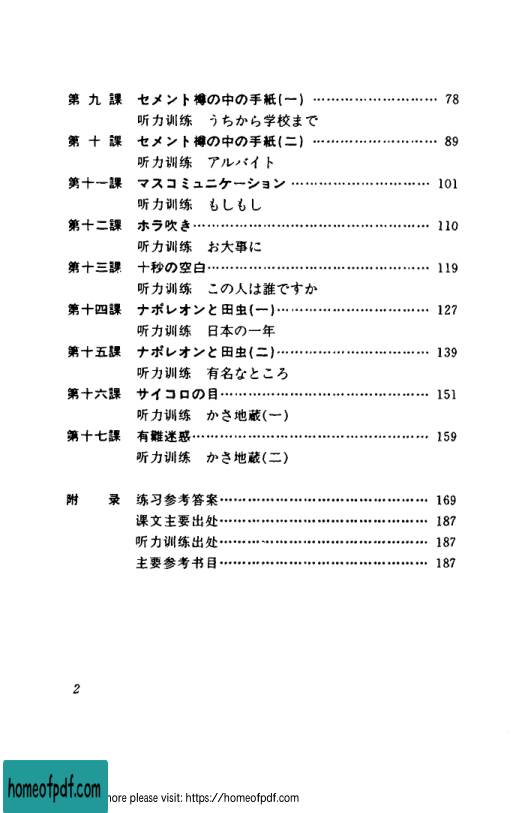 第九課 セメント樽の中の手紙(一) ………………………… 78
听力训练 うちから学校まで
第十課 セメント樽の中の手紙(二) ………………………… 89
听力训练 アルバイト
第十一課 マスコミュニケーション ………………………… 101
听力训练 もしもし
第十二課 ホラ吹き………………………………………… 110
听力训练 お大事に
第十三課 十秒の空白……………………………………… 119
听力训练 この人は誰ですか
第十四課 ナポレオンと田虫(一)………………………… 127
听力训练 日本の一年
第十五課 ナポレオンと田虫(二)………………………… 139
听力训练 有名なところ
第十六課 サイコロの目…………………………………… 151
听力训练 かさ地蔵(一)
第十七課 有難迷惑………………………………………… 159
听力训练 かさ地蔵(二)
附录 练习参考答案……………………………………… 169
课文主要出处……………………………………… 187
听力训练出处……………………………………… 187
主要参考书目……………………………………… 187
2
homeofpdf.com
more please visit: https://homeofpdf.com